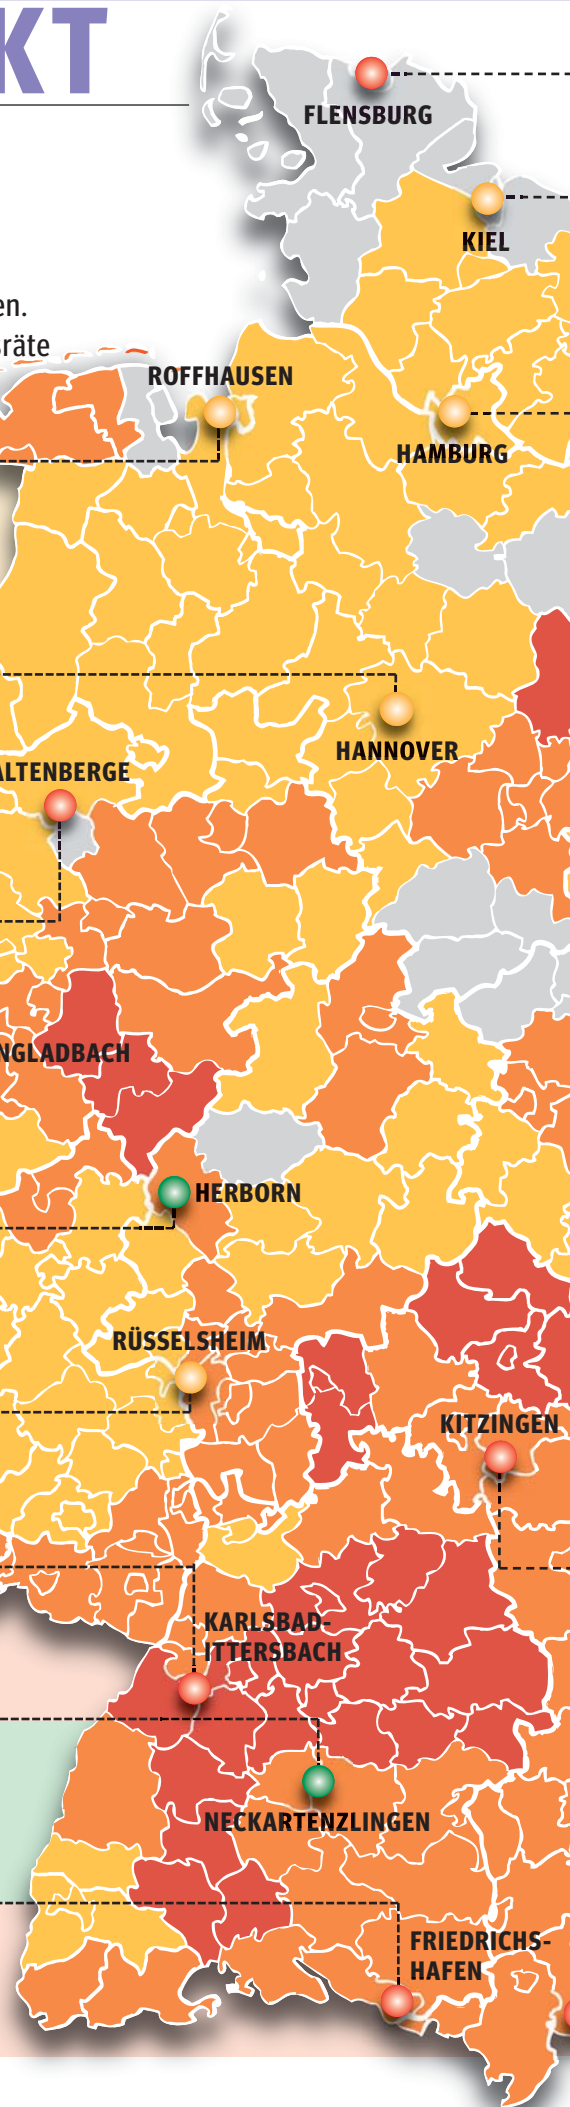 KT
FLENSBURG
KIEL
en.
räte
ROFFHAUSEN
HAMBURG
HANNOVER
ALTENBERGE
NGLADBACH
HERBORN
RÜSSELSHEIM
KITZINGEN
KARLSBAD-
ITTERSBACH
NECKARTENZLINGEN
FRIEDRICHS-
HAFEN